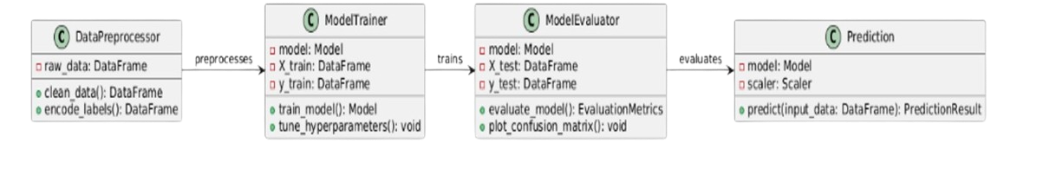 C DataPreprocessor
raw_data: DataFrame
clean_data(): DataFrame
encode_labels(): DataFrame
preprocesses
C ModelTrainer
model: Model
X_train: DataFrame
y_train: DataFrame
train_model(): Model
tune_hyperparameters(): void
trains
C ModelEvaluator
model: Model
X_test: DataFrame
y_test: DataFrame
evaluate_model(): EvaluationMetrics
plot_confusion_matrix(): void
evaluates
C Prediction
model: Model
scaler: Scaler
predict(input_data: DataFrame): PredictionResult